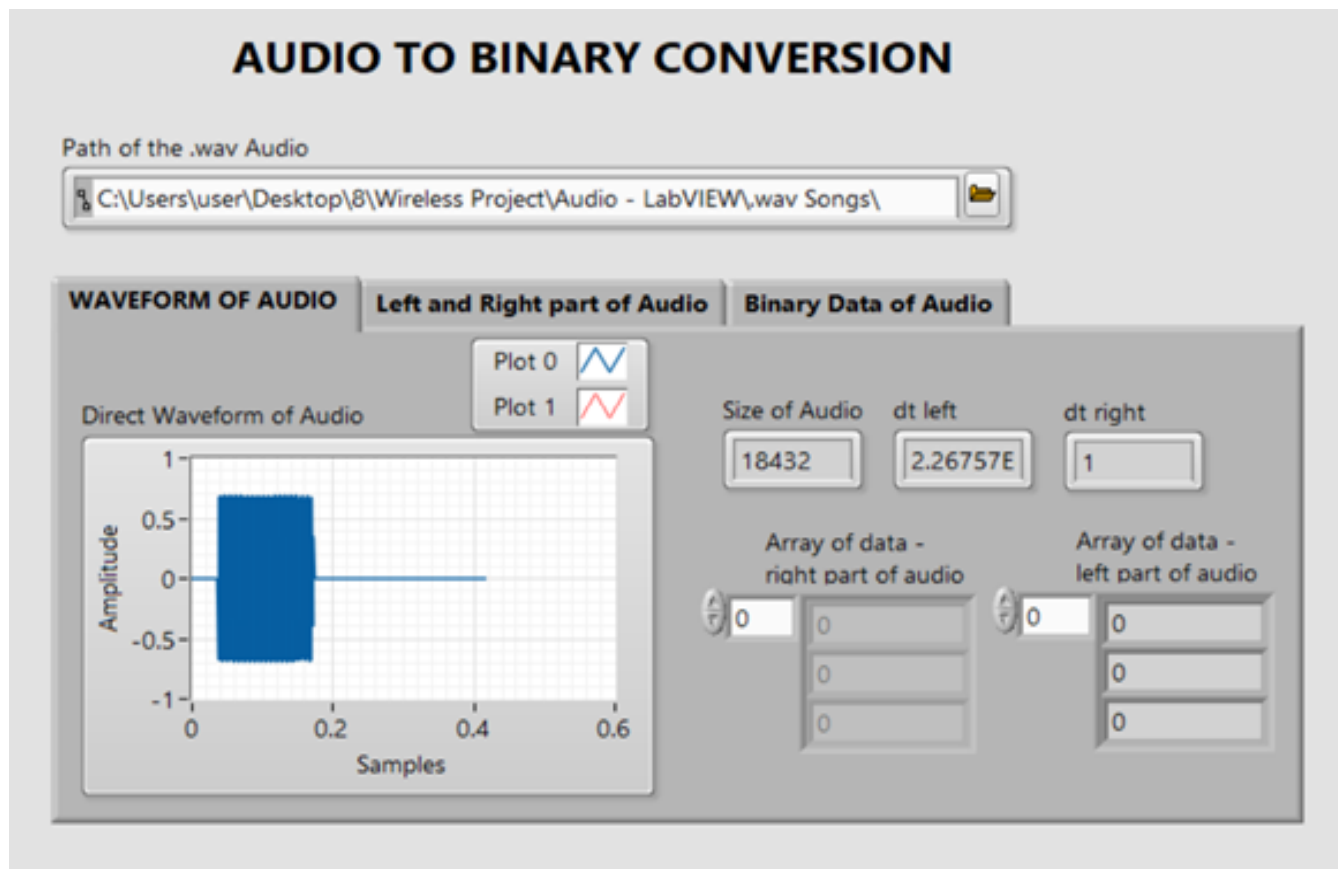 AUDIO TO BINARY CONVERSION
Path of the .wav Audio
C:\Users\user\Desktop\8\Wireless Project\Audio - LabVIEW\,wav Songs\
WAVEFORM OF AUDIO
Left and Right part of Audio
Binary Data of Audio
Plot 0
Plot 1
Direct Waveform of Audio
Size of Audio
dt left
dt right
18432
2.26757E
1
1
0.5
0
-0.5
-1
Amplitude
0
0.2
0.4
0.6
Samples
Array of data -
right part of audio
0
0
0
0
Array of data -
left part of audio
0
0
0
0